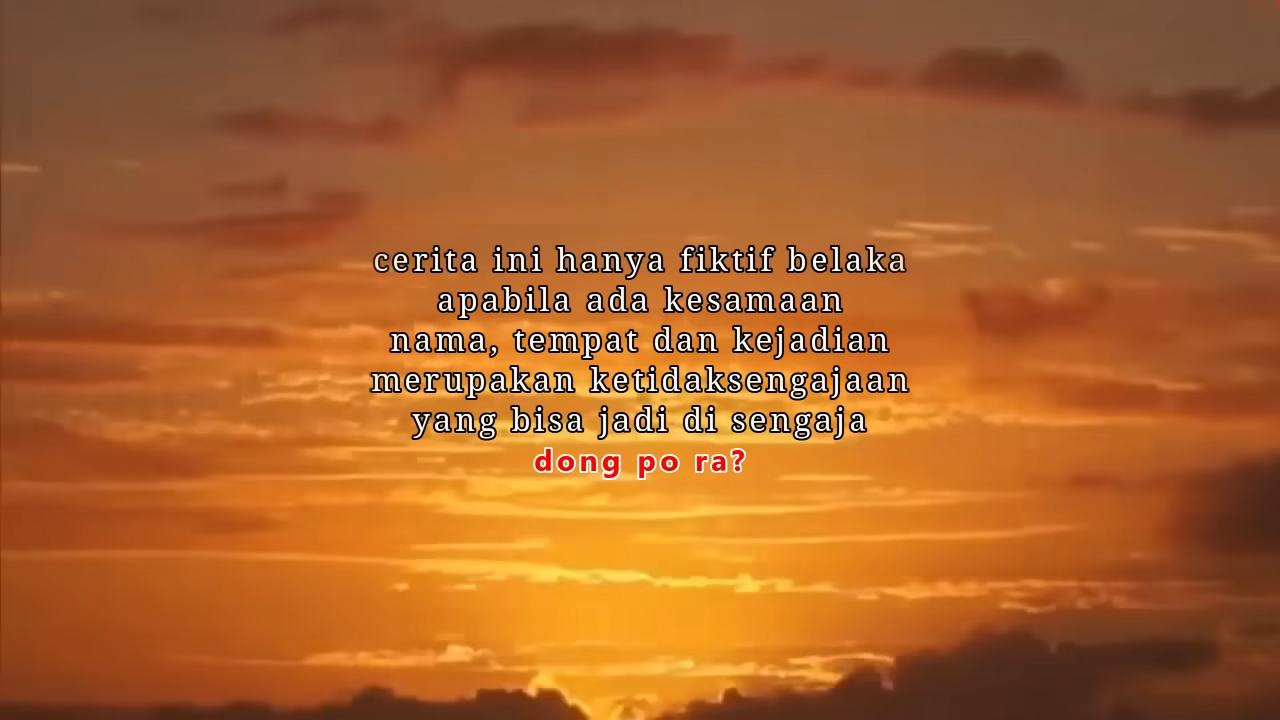 cerita ini hanya fiktif belaka
apabila ada kesamaan
nama, tempat dan kejadian
merupakan ketidaksengajaan
yang bisa jadi di sengaja
dong po ra?